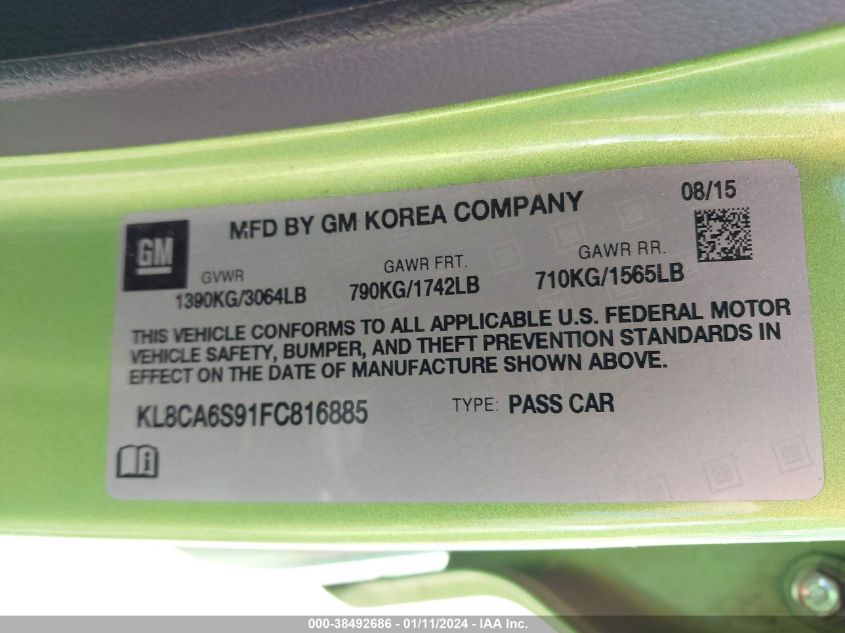 GM
MFD BY GM KOREA COMPANY
08/15
GVWR
1390KG/3064LB
GAWR FRT.
790KG/1742LB
GAWR RR.
710KG/1565LB
THIS VEHICLE CONFORMS TO ALL APPLICABLE U.S. FEDERAL MOTOR
VEHICLE SAFETY, BUMPER, AND THEFT PREVENTION STANDARDS IN
EFFECT ON THE DATE OF MANUFACTURE SHOWN ABOVE.
KL8CA6S91FC816885
TYPE: PASS CAR
000-38492686 - 01/11/2024 - IAA Inc.